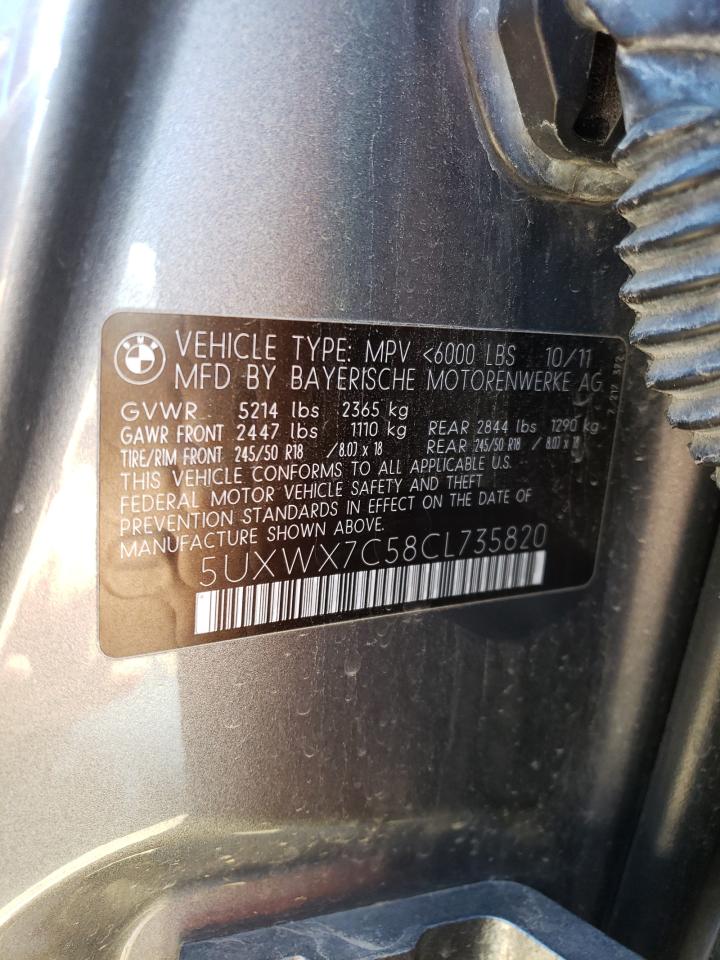 BMW
VEHICLE TYPE: MPV <6000 LBS 10/11
MFD BY BAYERISCHE MOTORENWERKE AG
GVWR 5214 lbs 2365 kg
GAWR FRONT 2447 lbs 1110 kg REAR 2844 lbs 1290 kg
TIRE/RIM FRONT 245/50 R18 / 8.0J x 18 REAR 245/50 R18 / 8.0J x 18
THIS VEHICLE CONFORMS TO ALL APPLICABLE U.S.
FEDERAL MOTOR VEHICLE SAFETY AND THEFT
PREVENTION STANDARDS IN EFFECT ON THE DATE OF
MANUFACTURE SHOWN ABOVE.
5UXWX7C58CL735820